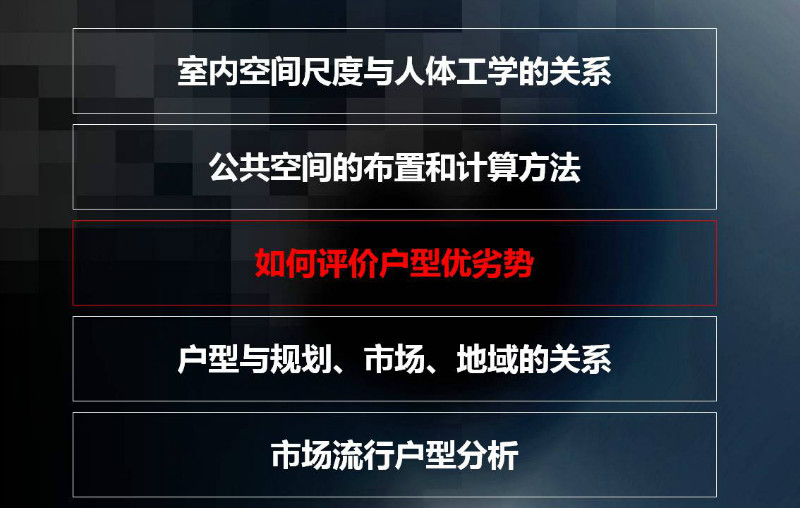 室内空间尺度与人体工学的关系
公共空间的布置和计算方法
如何评价户型优劣势
户型与规划、市场、地域的关系
市场流行户型分析